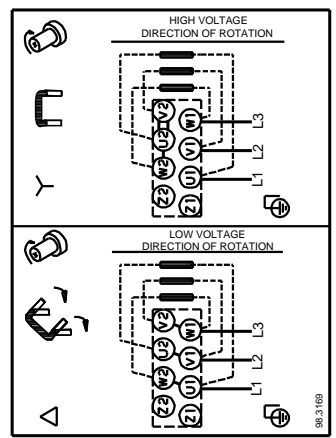 HIGH VOLTAGE
DIRECTION OF ROTATION
V2
U2
W2
Z2
W1
V1
U1
Z1
L3
L2
L1
LOW VOLTAGE
DIRECTION OF ROTATION
V2
U2
W2
Z2
W1
V1
U1
Z1
L3
L2
L1
98.3169